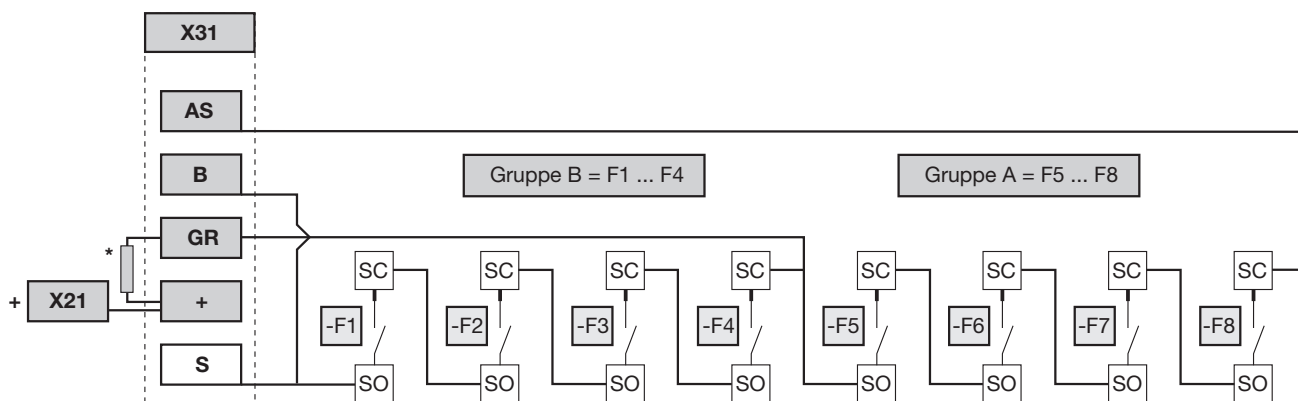 X31
AS
B
Gruppe B = F1 ... F4
Gruppe A = F5 ... F8
GR
*
+ X21
+
S
SC SC SC SC SC SC SC SC
-F1 -F2 -F3 -F4 -F5 -F6 -F7 -F8
SO SO SO SO SO SO SO SO